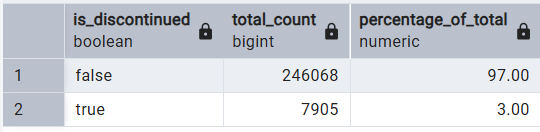 is_discontinued total_count percentage_of_total
boolean bigint numeric
1 false 246068 97.00
2 true 7905 3.00